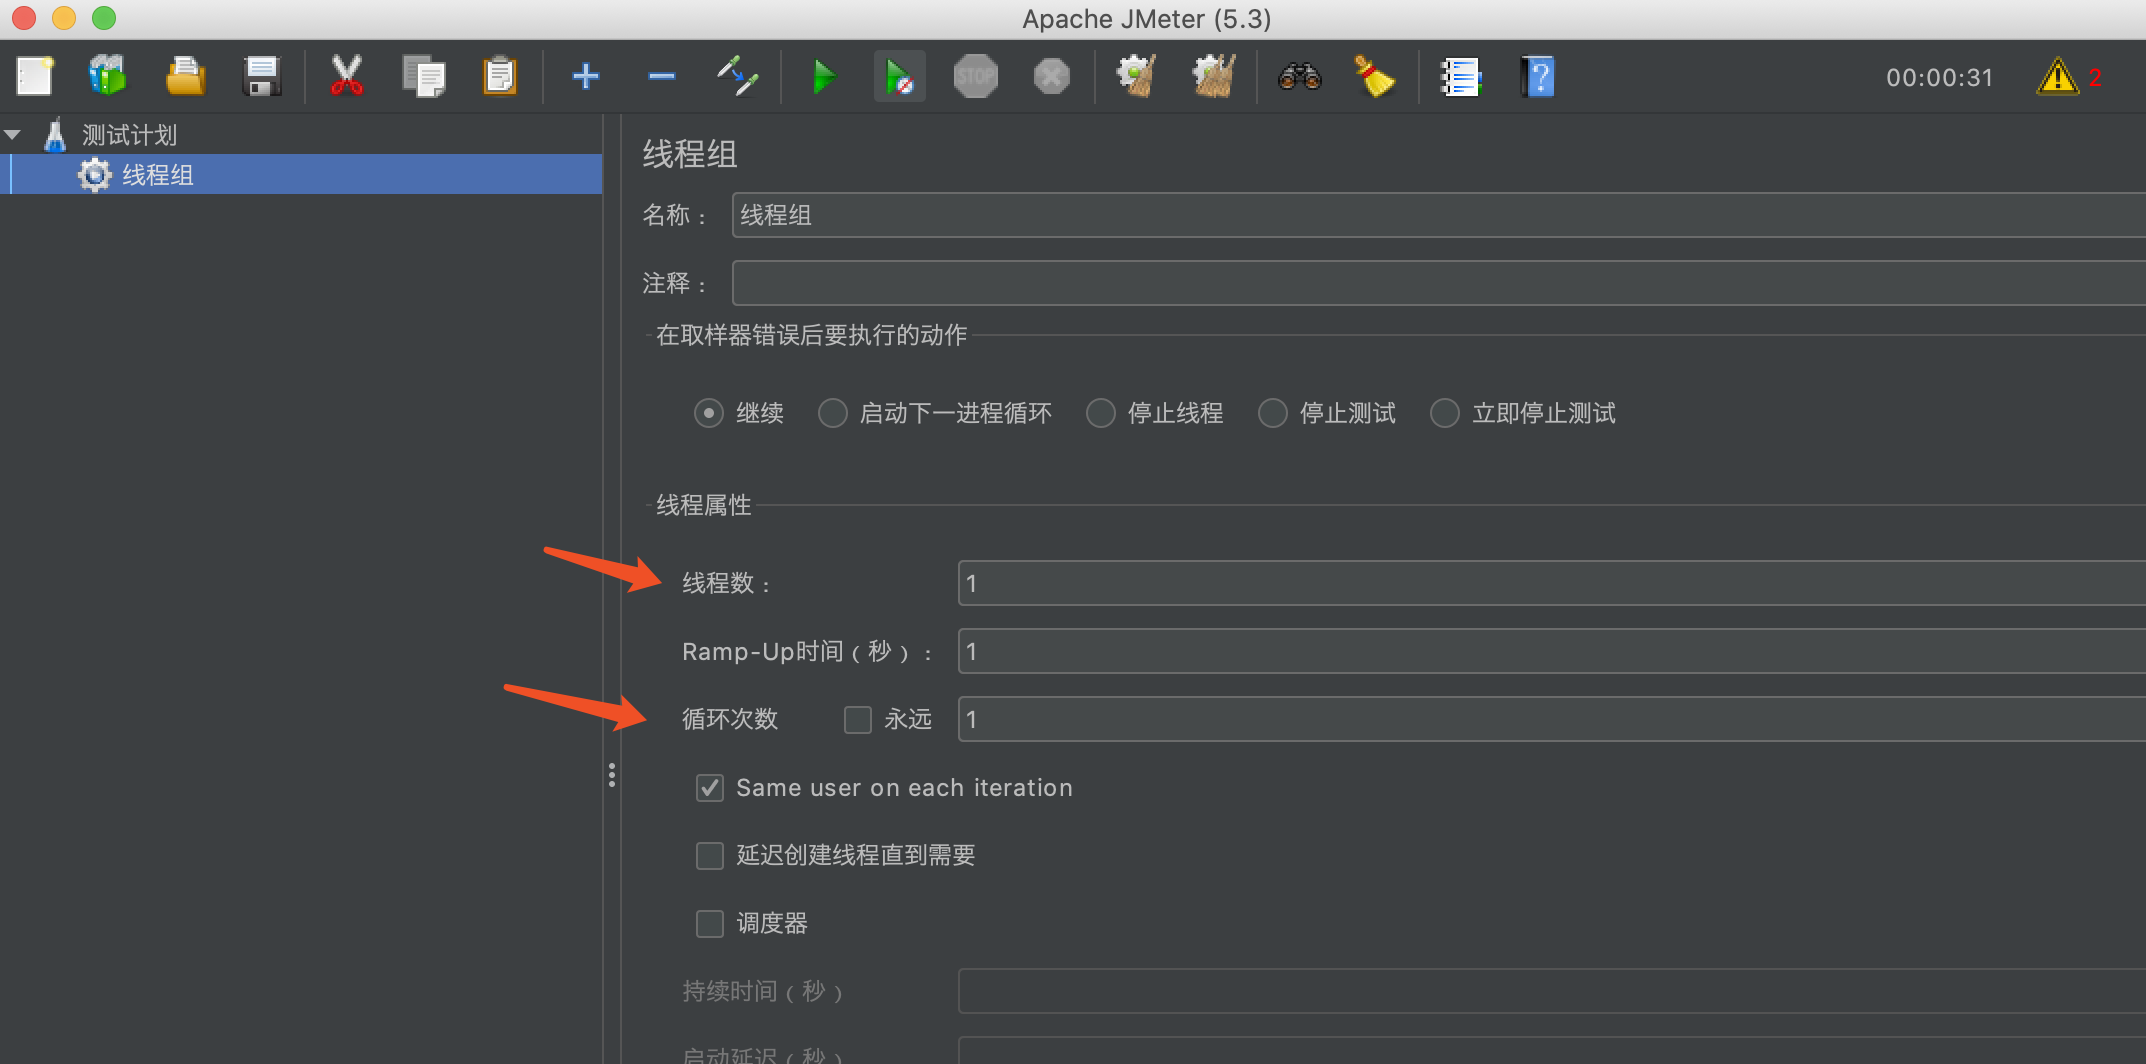 Apache JMeter (5.3)
STOP
00:00:31
2
测试计划
线程组
线程组
名称：
线程组
注释：
在取样器错误后要执行的动作
继续
启动下一进程循环
停止线程
停止测试
立即停止测试
线程属性
线程数：
1
Ramp-Up时间（秒）：
1
循环次数
永远
1
Same user on each iteration
延迟创建线程直到需要
调度器
持续时间（秒）
启动延迟（秒）